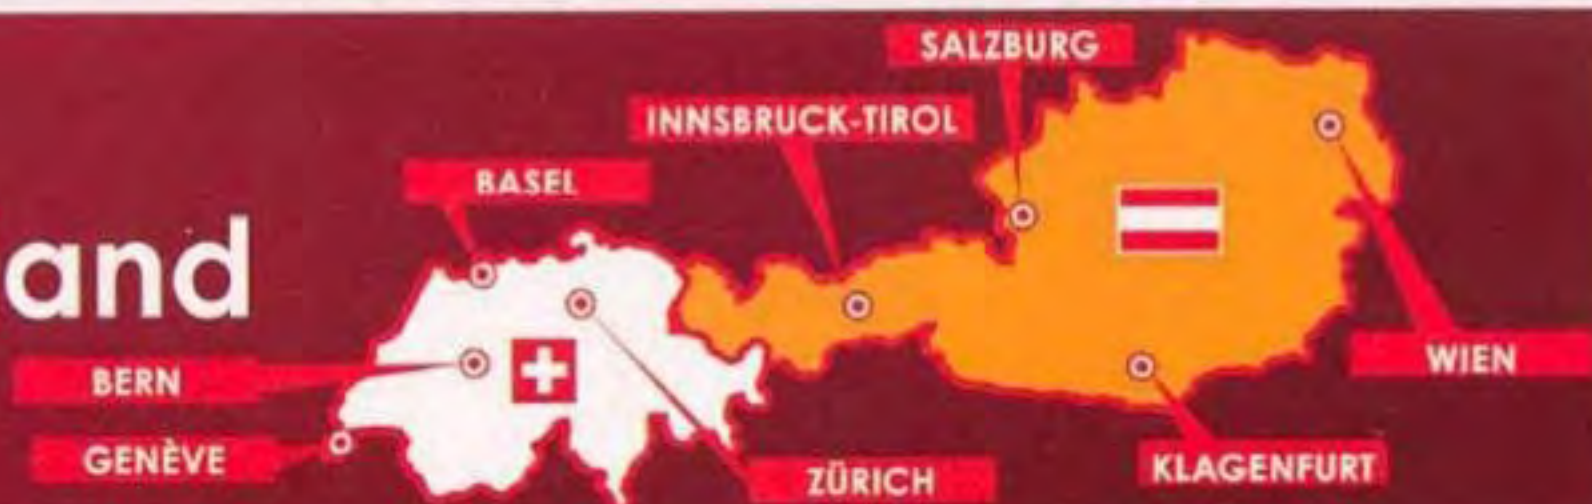 SALZBURG
INNSBRUCK-TIROL
BASEL
and
BERN
WIEN
GENÈVE
ZÜRICH
KLAGENFURT